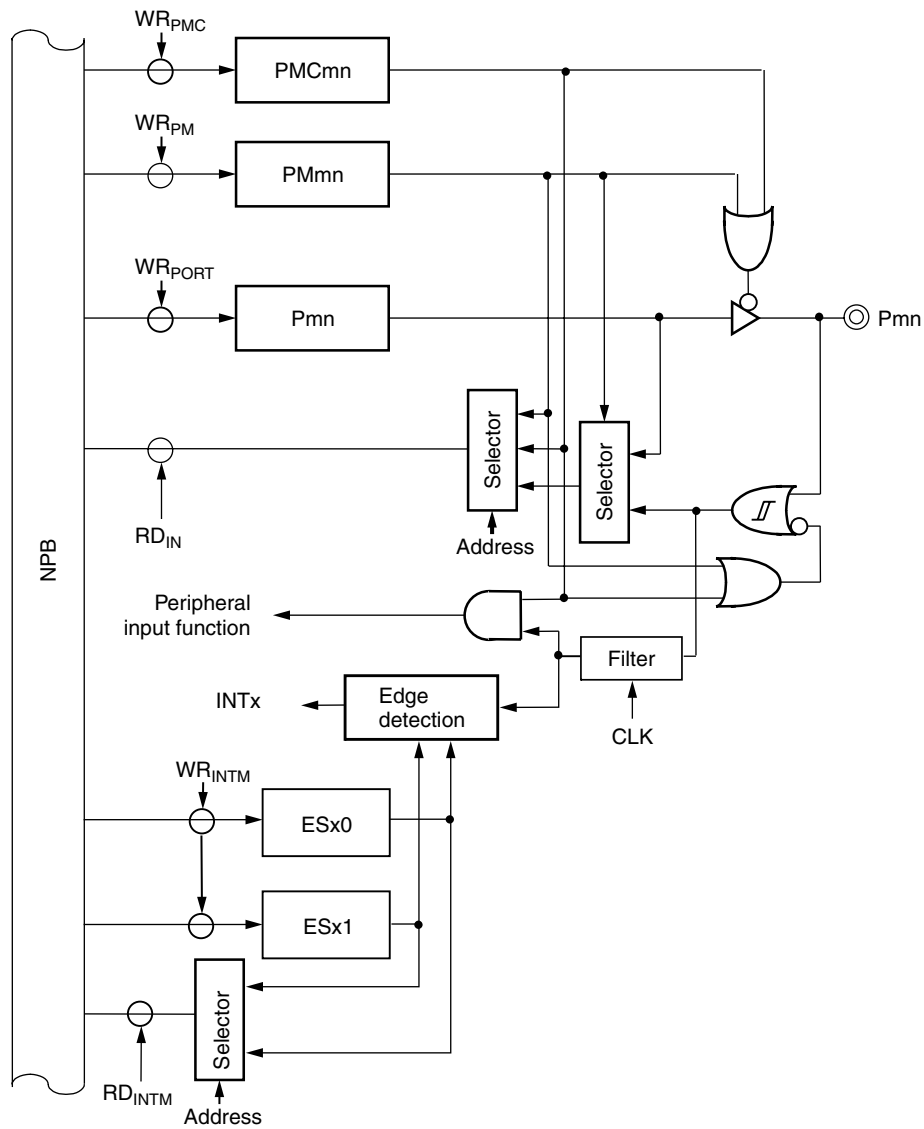 WRPMC
PMCmn
WRPM
PMmn
WRPORT
Pmn
Pmn
Selector
Selector
RDIN
Address
NPB
Peripheral
input function
Filter
Edge
detection
INTx
CLK
WRINTM
ESx0
ESx1
Selector
RDINTM
Address